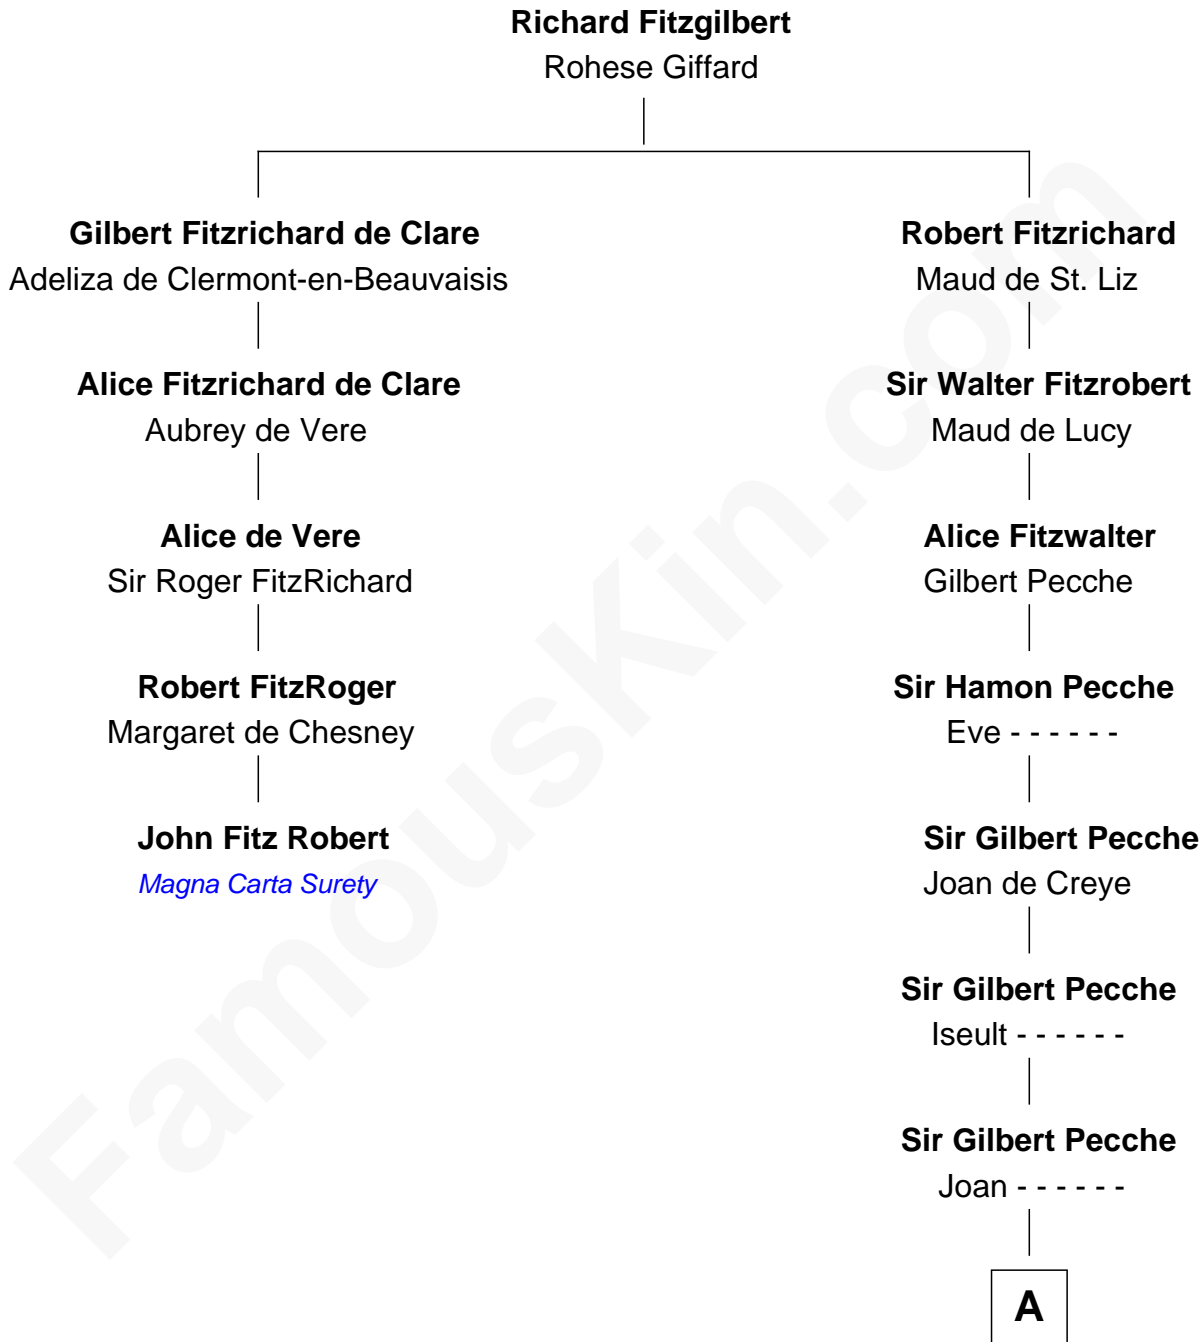 Richard Fitzgilbert
Rohese Giffard
Gilbert Fitzrichard de Clare
Adeliza de Clermont-en-Beauvaisis
Robert Fitzrichard
Maud de St. Liz
Alice Fitzrichard de Clare
Aubrey de Vere
Sir Walter Fitzrobert
Maud de Lucy
Alice de Vere
Sir Roger FitzRichard
Alice Fitzwalter
Gilbert Pecche
Robert FitzRoger
Margaret de Chesney
Sir Hamon Pecche
Eve - - - - - -
John Fitz Robert
Magna Carta Surety
Sir Gilbert Pecche
Joan de Creye
Sir Gilbert Pecche
Iseult - - - - - -
Sir Gilbert Pecche
Joan - - - - - -
A
FamousKin.com